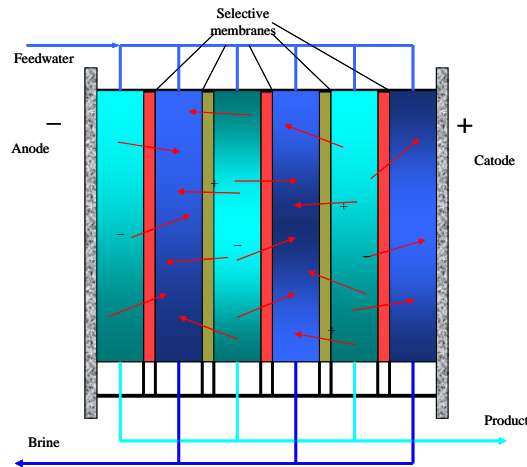 Selective
membranes
Feedwater
−
Anode
+
Catode
+
+
−
−
−
+
Product
Brine